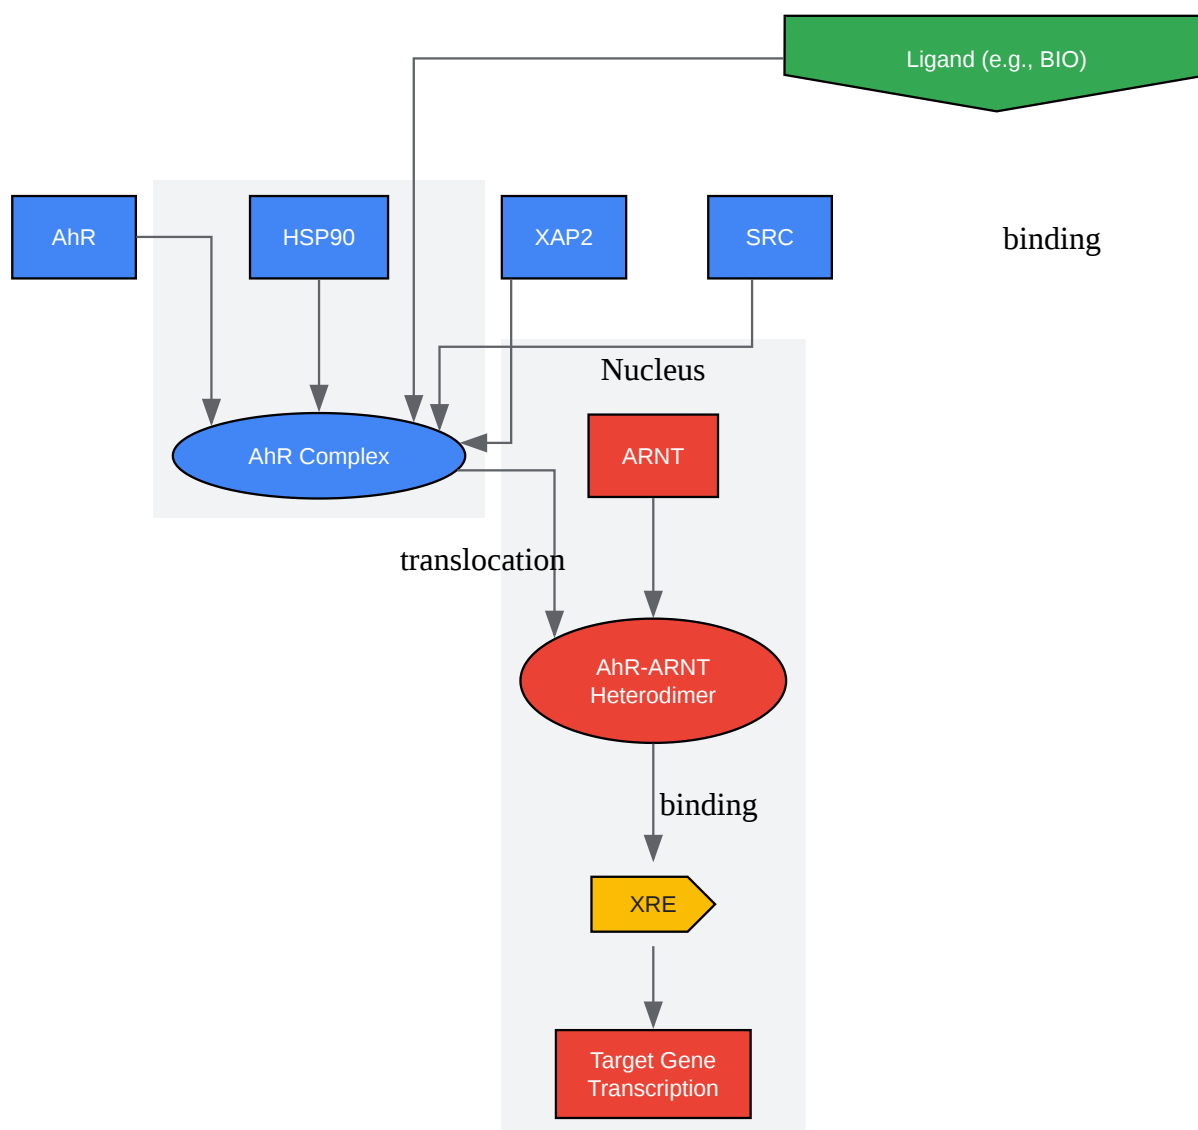 Ligand (e.g., BIO)
AhR
HSP90
XAP2
SRC
binding
Nucleus
AhR Complex
ARNT
translocation
AhR-ARNT
Heterodimer
binding
XRE
Target Gene
Transcription